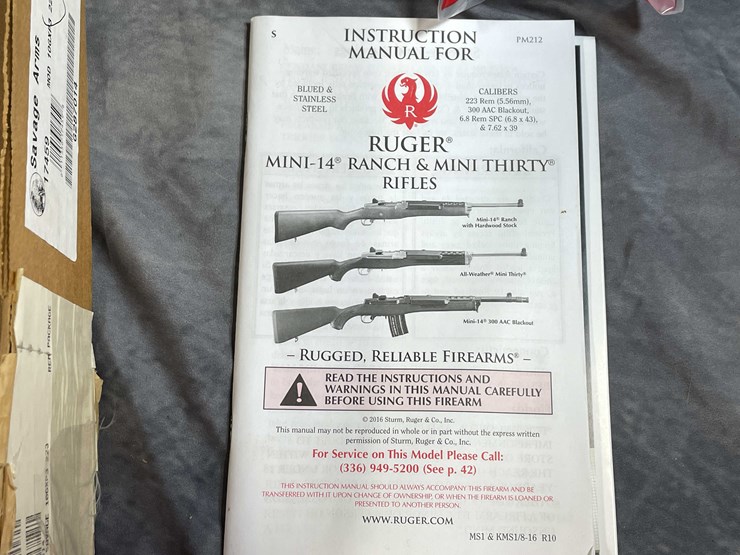 S
INSTRUCTION
MANUAL FOR
PM212
BLUED &
STAINLESS
STEEL
R
CALIBERS
223 Rem (5.56mm),
300 AAC Blackout,
6.8 Rem SPC (6.8 x 43),
& 7.62 x 39
RUGER®
MINI-14® RANCH & MINI THIRTY®
RIFLES
Mini-14® Ranch
with Hardwood Stock
All-Weather® Mini Thirty®
Mini-14® 300 AAC Blackout
– RUGGED, RELIABLE FIREARMS® –
READ THE INSTRUCTIONS AND
WARNINGS IN THIS MANUAL CAREFULLY
BEFORE USING THIS FIREARM
© 2016 Sturm, Ruger & Co., Inc.
This manual may not be reproduced in whole or in part without the express written
permission of Sturm, Ruger & Co., Inc.
For Service on This Model Please Call:
(336) 949-5200 (See p. 42)
THIS INSTRUCTION MANUAL SHOULD ALWAYS ACCOMPANY THIS FIREARM AND BE
TRANSFERRED WITH IT UPON CHANGE OF OWNERSHIP, OR WHEN THE FIREARM IS LOANED OR
PRESENTED TO ANOTHER PERSON.
WWW.RUGER.COM
MS1 & KMS1/8-16 R10
Savage Arms
17459 MOD